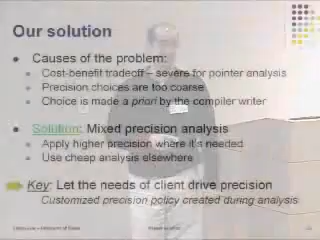 Our solution
Causes of the problem:
Cost-benefit tradeoff – severe for pointer analysis
Precision choices are too coarse
Choice is made a priori by the compiler writer
Solution: Mixed precision analysis
Apply higher precision where it's needed
Use cheap analysis elsewhere
Key: Let the needs of client drive precision
Customized precision policy created during analysis